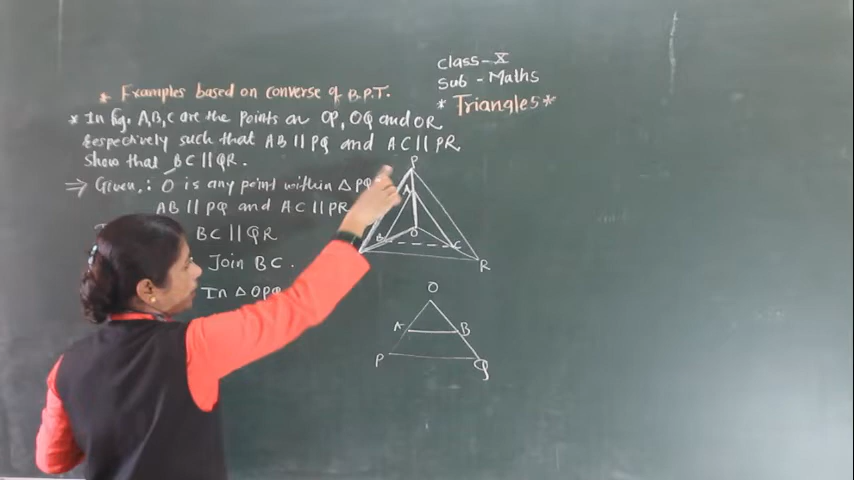 Class-X
Sub - Maths
* Triangles *
* Examples based on converse of B.P.T.
* In fig. A,B,C are the Points on OP, OQ and OR
Respectively such that AB || PQ and AC || PR
Show that BC || QR.
⇒ Given,: O is any point within △ PQ
AB || PQ and AC || PR
BC || QR
Join BC.
In △ OPQ
P
A
O
B
C
R
O
A
B
P
Q